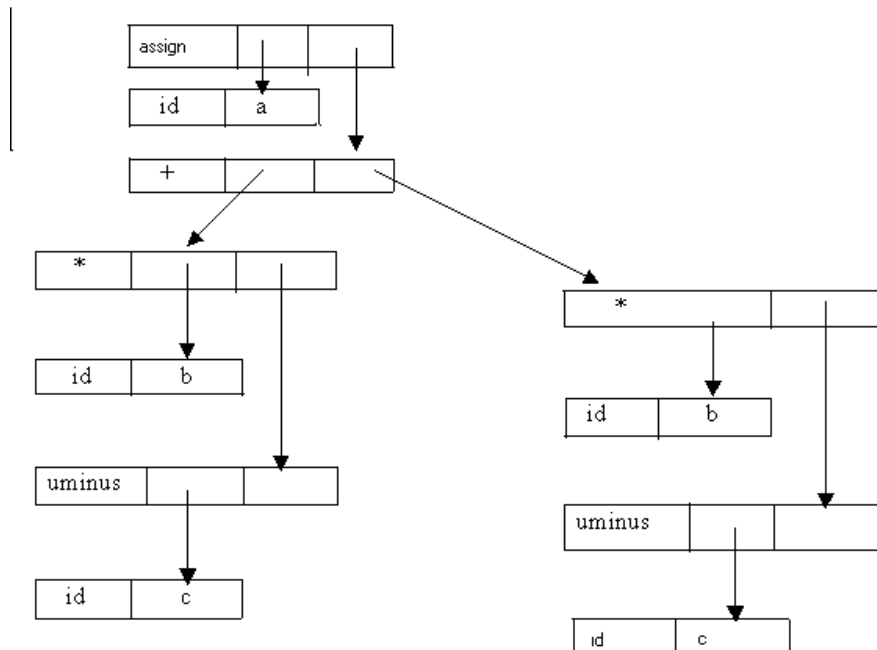 assign
id a
+
*
*
id b
id b
uminus
uminus
id c
id c